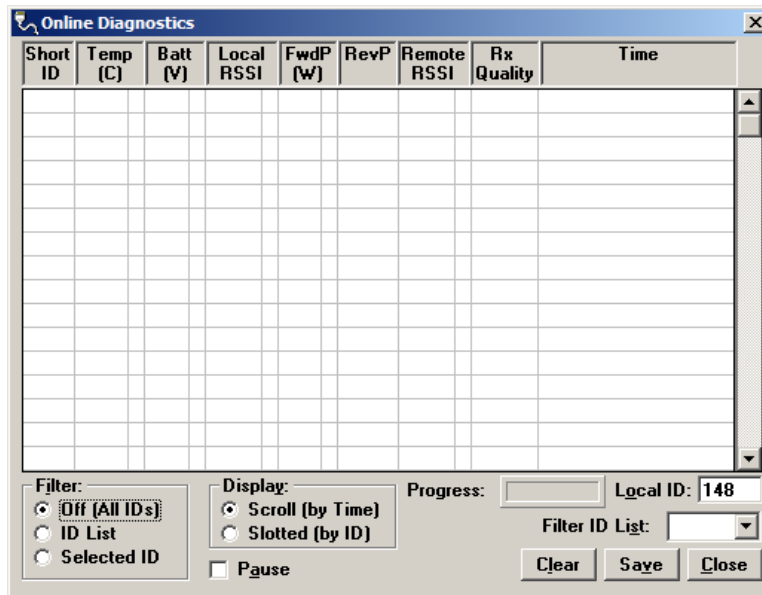 Online Diagnostics
Short ID Temp (C) Batt (V) Local RSSI FwdP (W) RevP Remote RSSI Rx Quality Time
Filter:
Off (All IDs)
ID List
Selected ID
Display:
Scroll (by Time)
Slotted (by ID)
Pause
Progress:
Local ID: 148
Filter ID List:
Clear Save Close